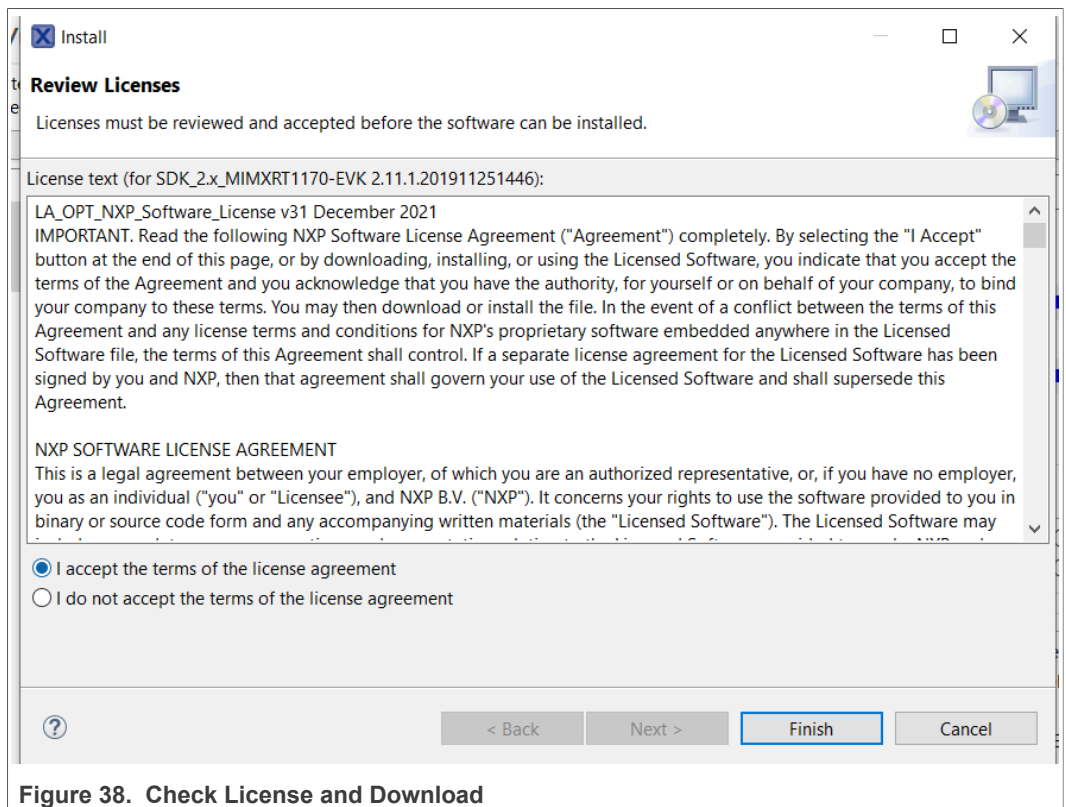 Install
Review Licenses
Licenses must be reviewed and accepted before the software can be installed.
License text (for SDK_2.x_MIMXRT1170-EVK 2.11.1.201911251446):
LA_OPT_NXP_Software_License v31 December 2021
IMPORTANT. Read the following NXP Software License Agreement ("Agreement") completely. By selecting the "I Accept"
button at the end of this page, or by downloading, installing, or using the Licensed Software, you indicate that you accept the
terms of the Agreement and you acknowledge that you have the authority, for yourself or on behalf of your company, to bind
your company to these terms. You may then download or install the file. In the event of a conflict between the terms of this
Agreement and any license terms and conditions for NXP's proprietary software embedded anywhere in the Licensed
Software file, the terms of this Agreement shall control. If a separate license agreement for the Licensed Software has been
signed by you and NXP, then that agreement shall govern your use of the Licensed Software and shall supersede this
Agreement.
NXP SOFTWARE LICENSE AGREEMENT
This is a legal agreement between your employer, of which you are an authorized representative, or, if you have no employer,
you as an individual ("you" or "Licensee"), and NXP B.V. ("NXP"). It concerns your rights to use the software provided to you in
binary or source code form and any accompanying written materials (the "Licensed Software"). The Licensed Software may
I accept the terms of the license agreement
I do not accept the terms of the license agreement
< Back
Next >
Finish
Cancel
Figure 38. Check License and Download